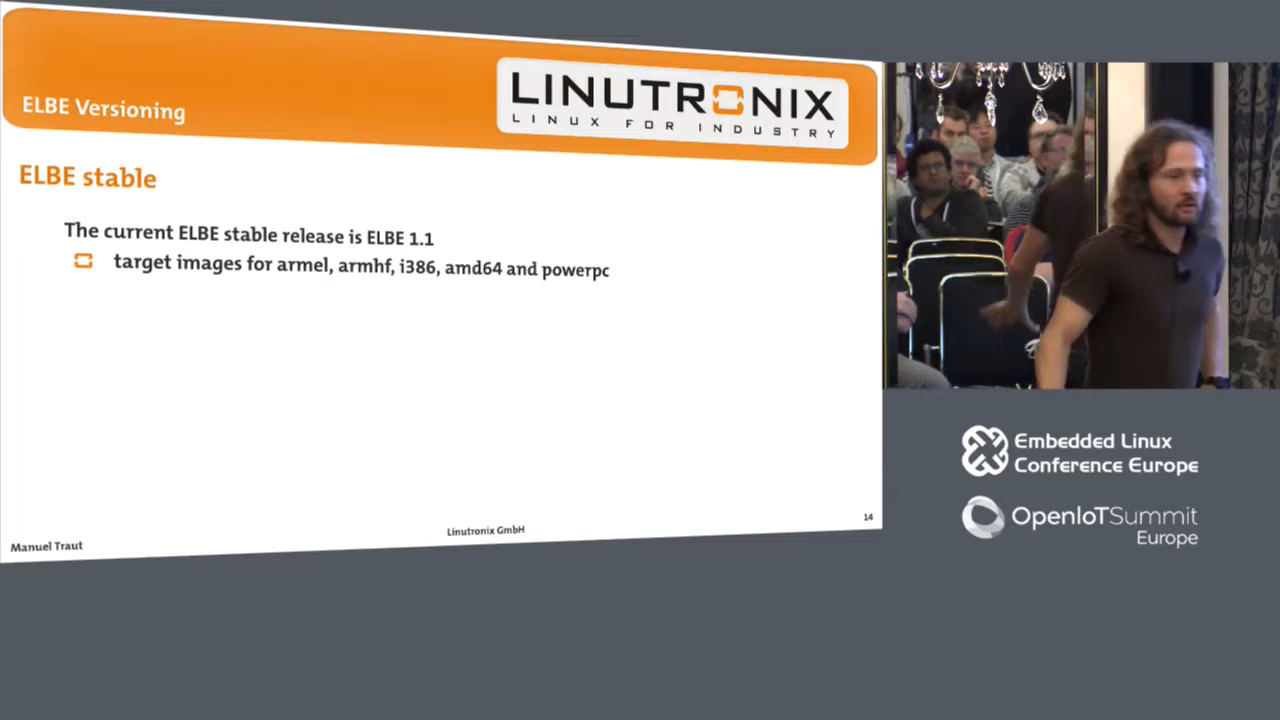 ELBE Versioning
LINUTRONIX
LINUX FOR INDUSTRY
ELBE stable
The current ELBE stable release is ELBE 1.1
target images for armel, armhf, i386, amd64 and powerpc
Manuel Traut
Linutronix GmbH
14
Embedded Linux
Conference Europe
OpenIoTSummit
Europe